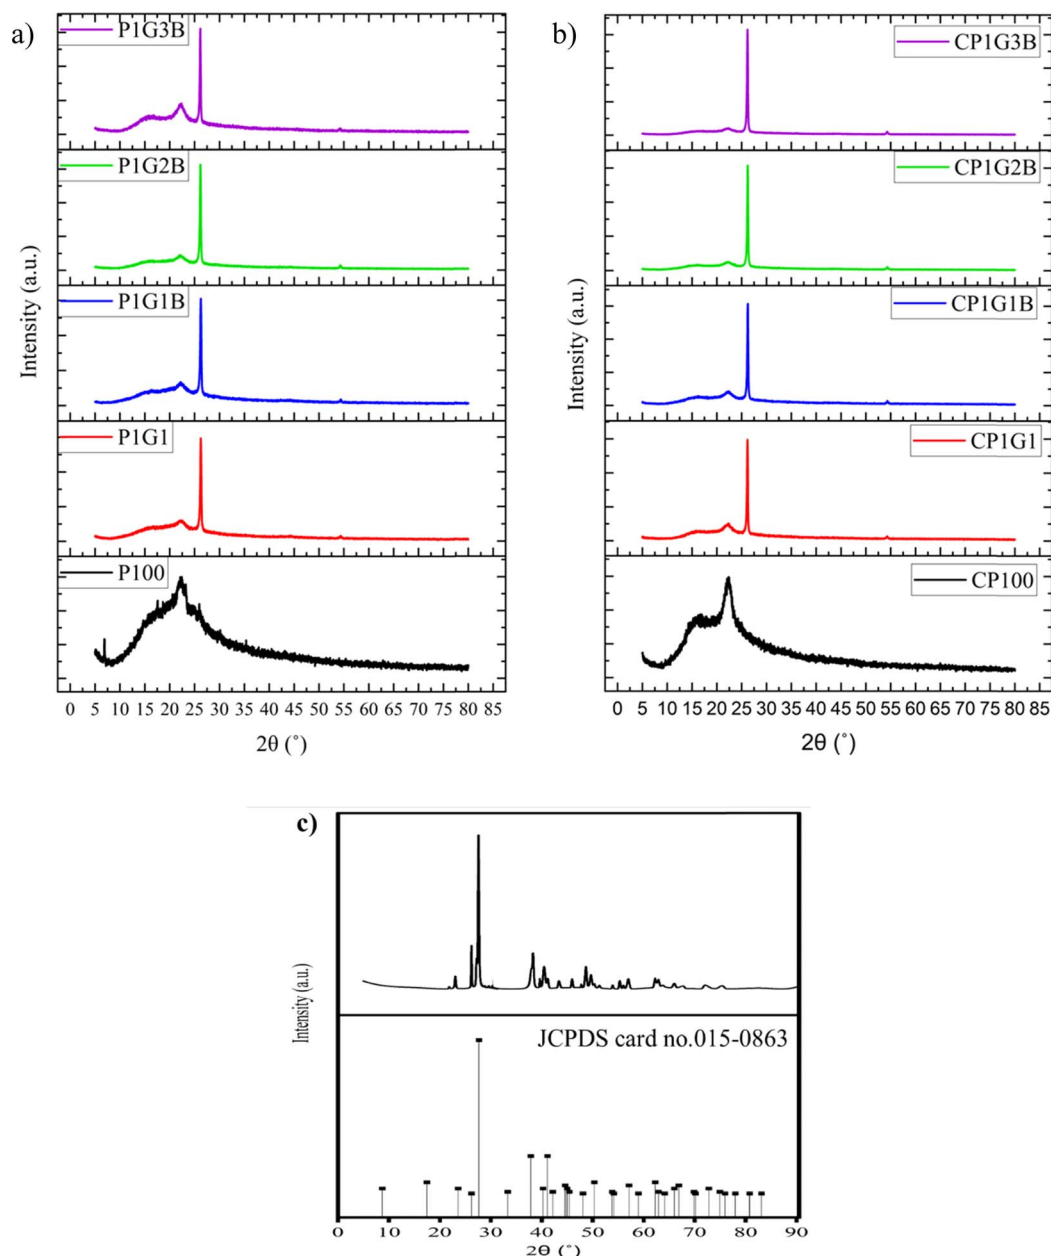 a)
P1G3B
P1G2B
P1G1B
P1G1
P100
Intensity (a.u.)
0 5 10 15 20 25 30 35 40 45 50 55 60 65 70 75 80 85
2θ (˚)
b)
CP1G3B
CP1G2B
CP1G1B
CP1G1
CP100
Intensity (a.u.)
0 5 10 15 20 25 30 35 40 45 50 55 60 65 70 75 80 85
2θ (˚)
c)
Intensity (a.u.)
JCPDS card no.015-0863
0 10 20 30 40 50 60 70 80 90
2θ (˚)